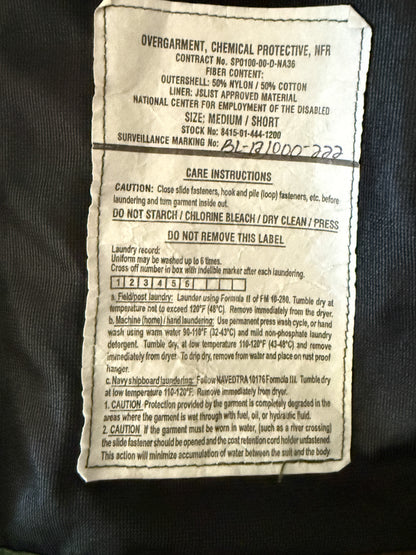 OVERGARMENT, CHEMICAL PROTECTIVE, NFR
CONTRACT No. SPO100-00-D-NA36
FIBER CONTENT:
OUTERSHELL: 50% NYLON / 50% COTTON
LINER: JSLIST APPROVED MATERIAL
NATIONAL CENTER FOR EMPLOYMENT OF THE DISABLED
SIZE: MEDIUM / SHORT
STOCK No: 8415-01-444-1200
SURVEILLANCE MARKING No: BL-121000-222
CARE INSTRUCTIONS
CAUTION: Close slide fasteners, hook and pile (loop) fasteners, etc. before
laundering and turn garment inside out.
DO NOT STARCH / CHLORINE BLEACH / DRY CLEAN / PRESS
DO NOT REMOVE THIS LABEL
Laundry record:
Uniform may be washed up to 6 times.
Cross off number in box with indelible marker after each laundering.
1 2 3 4 5 6
a. Field/post laundry: Launder using Formula II of FM 10-280. Tumble dry at
temperature not to exceed 120°F (48°C). Remove immediately from the dryer.
b. Machine (home) / hand laundering: Use permanent press wash cycle, or hand
wash using warm water 90-110°F (32-43°C) and mild non-phosphate laundry
detergent. Tumble dry, at low temperature 110-120°F (43-48°C) and remove
immediately from dryer. To drip dry, remove from water and place on rust proof
hanger.
c. Navy shipboard laundering: Follow NAVEDTRA 10176 Formula III. Tumble dry
at low temperature 110-120°F. Remove immediately from dryer.
1. CAUTION Protection provided by the garment is completely degraded in the
areas where the garment is wet through with fuel, oil, or hydraulic fluid.
2. CAUTION If the garment must be worn in water, (such as a river crossing)
the slide fastener should be opened and the coat retention cord holder unfastened.
This action will minimize accumulation of water between the suit and the body.